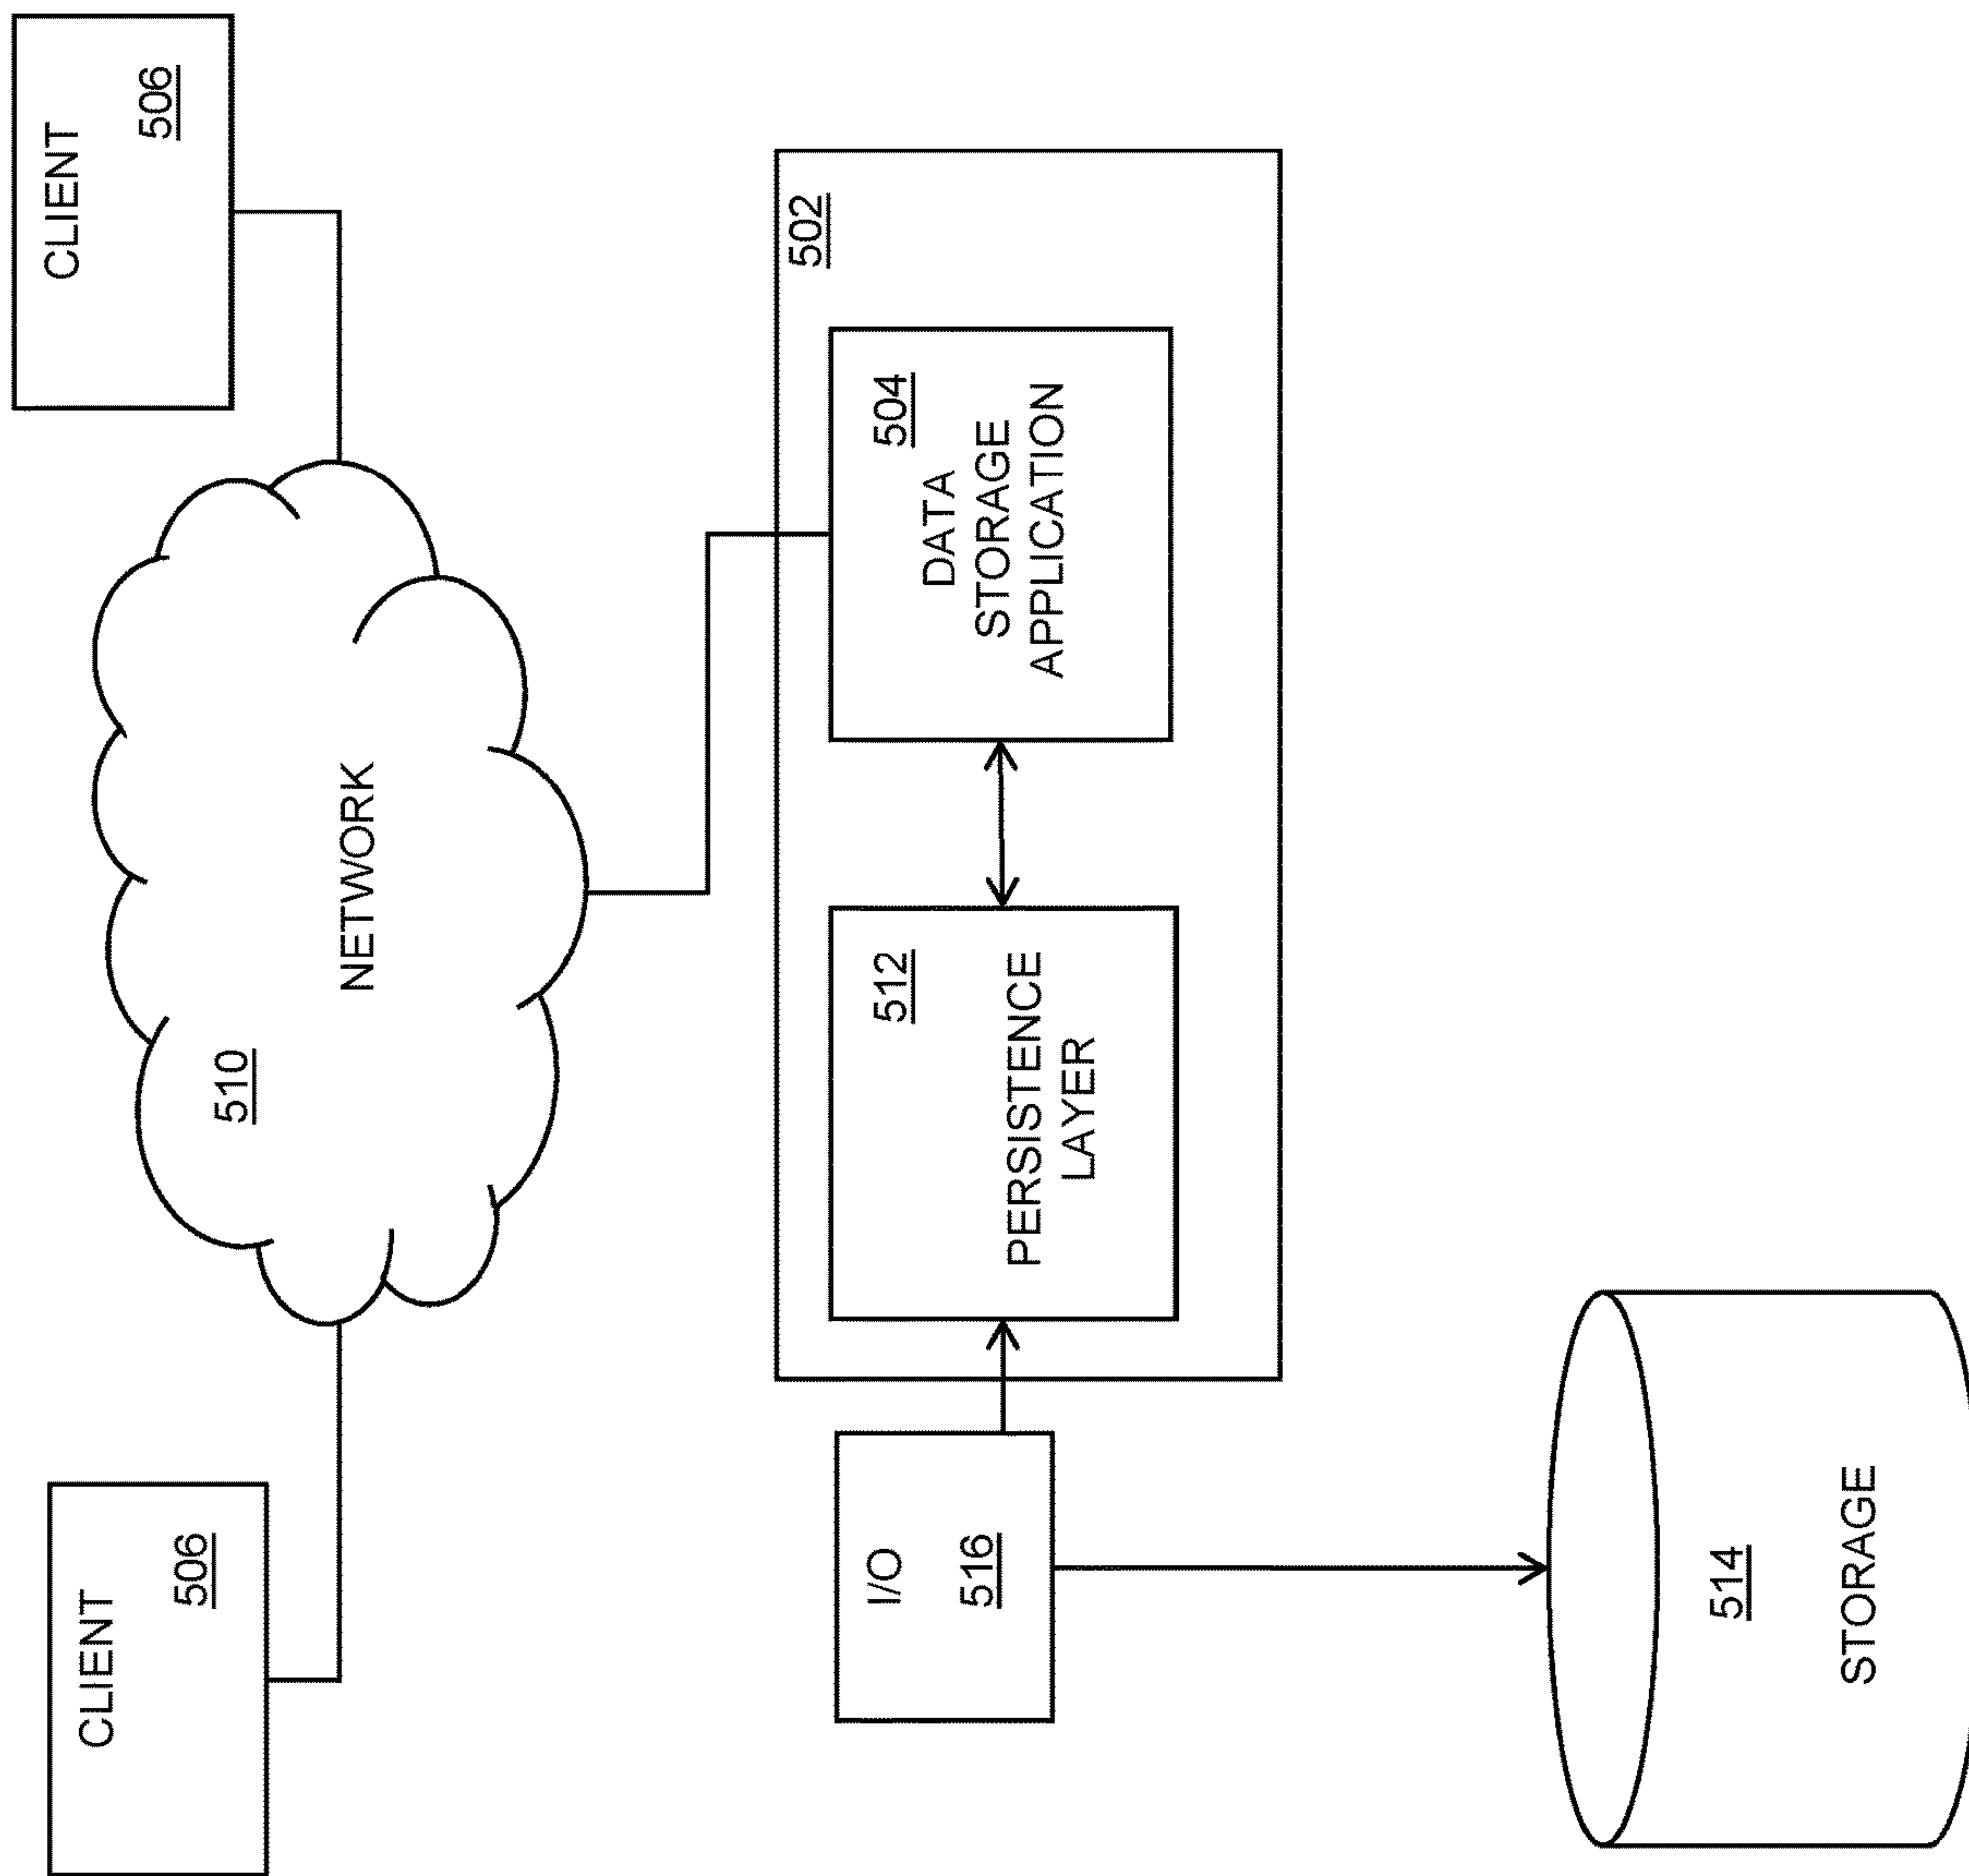 CLIENT
506
CLIENT
506
510
NETWORK
502
I/O
516
512
PERSISTENCE
LAYER
504
DATA
STORAGE
APPLICATION
514
STORAGE